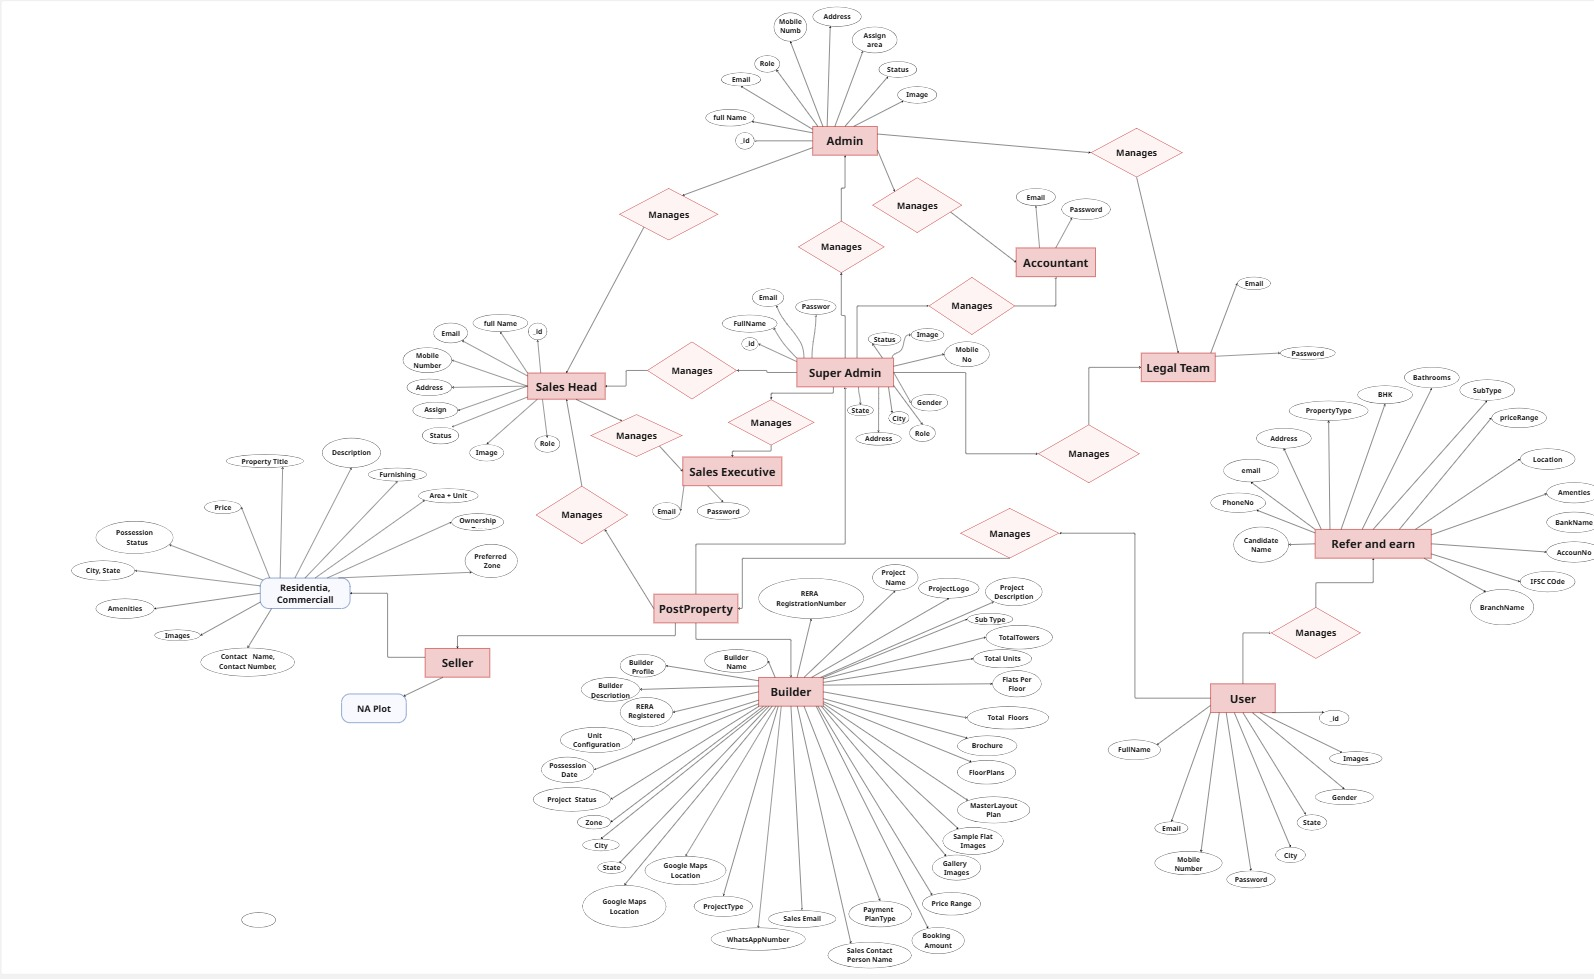 Mobile
Numb
Address
Assign
area
Role
Status
Email
Image
full Name
_id
Admin
Manages
Manages
Manages
Email
Password
Manages
Accountant
Manages
Email
Email
Passwor
FullName
_id
Status
Image
Mobile
No
Super Admin
State
City
Gender
Address
Role
full Name
_id
Email
Mobile
Number
Address
Assign
Status
Image
Role
Sales Head
Manages
Manages
Manages
Sales Executive
Email
Password
Manages
Legal Team
Password
Manages
Bathrooms
BHK
SubType
PropertyType
priceRange
Address
Location
email
PhoneNo
Amenties
BankName
Candidate
Name
Refer and earn
AccounNo
IFSC COde
BranchName
Manages
Description
Property Title
Furnishing
Area + Unit
Price
Ownership
Possession
Status
Preferred
Zone
City, State
Residentia,
Commerciall
Amenities
Images
Contact   Name,
Contact Number,
Manages
PostProperty
Manages
Seller
NA Plot
RERA
RegistrationNumber
Project
Name
ProjectLogo
Project
Description
Sub Type
TotalTowers
Total Units
Flats Per
Floor
Total  Floors
Brochure
FloorPlans
MasterLayout
Plan
Sample Flat
Images
Gallery
Images
Price Range
Booking
Amount
Payment
PlanType
Sales Contact
Person Name
Sales Email
WhatsAppNumber
ProjectType
Google Maps
Location
Google Maps
Location
State
City
Zone
Project  Status
Possession
Date
Unit
Configuration
RERA
Registered
Builder
Description
Builder
Profile
Builder
Name
Builder
User
_id
FullName
Images
Gender
State
Email
Mobile
Number
City
Password